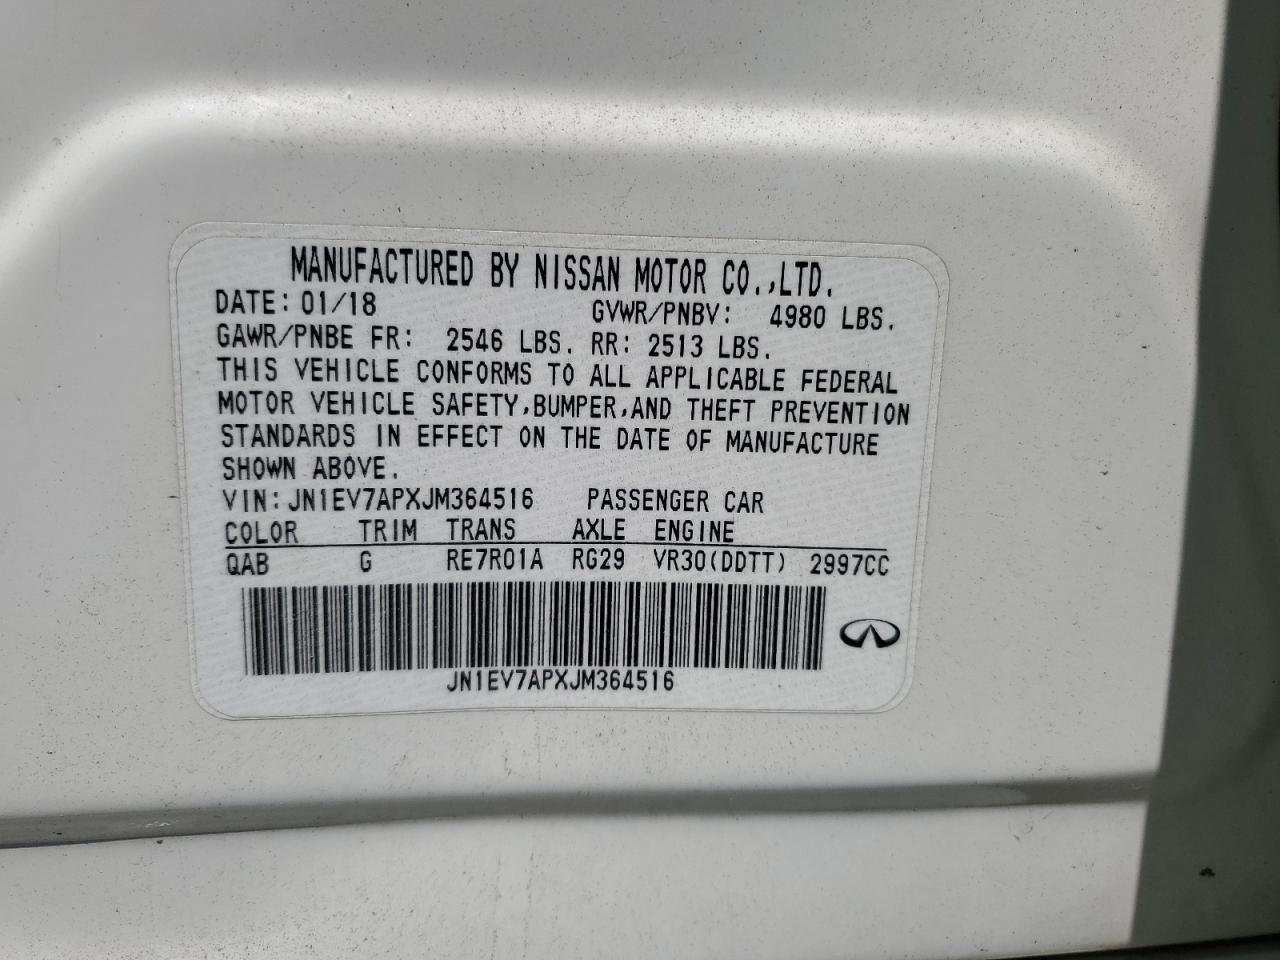 MANUFACTURED BY NISSAN MOTOR CO.,LTD.
DATE: 01/18 GVWR/PNBV: 4980 LBS.
GAWR/PNBE FR: 2546 LBS. RR: 2513 LBS.
THIS VEHICLE CONFORMS TO ALL APPLICABLE FEDERAL
MOTOR VEHICLE SAFETY,BUMPER,AND THEFT PREVENTION
STANDARDS IN EFFECT ON THE DATE OF MANUFACTURE
SHOWN ABOVE.
VIN:JN1EV7APXJM364516 PASSENGER CAR
COLOR TRIM TRANS AXLE ENGINE
QAB G RE7R01A RG29 VR30(DDTT) 2997CC
JN1EV7APXJM364516